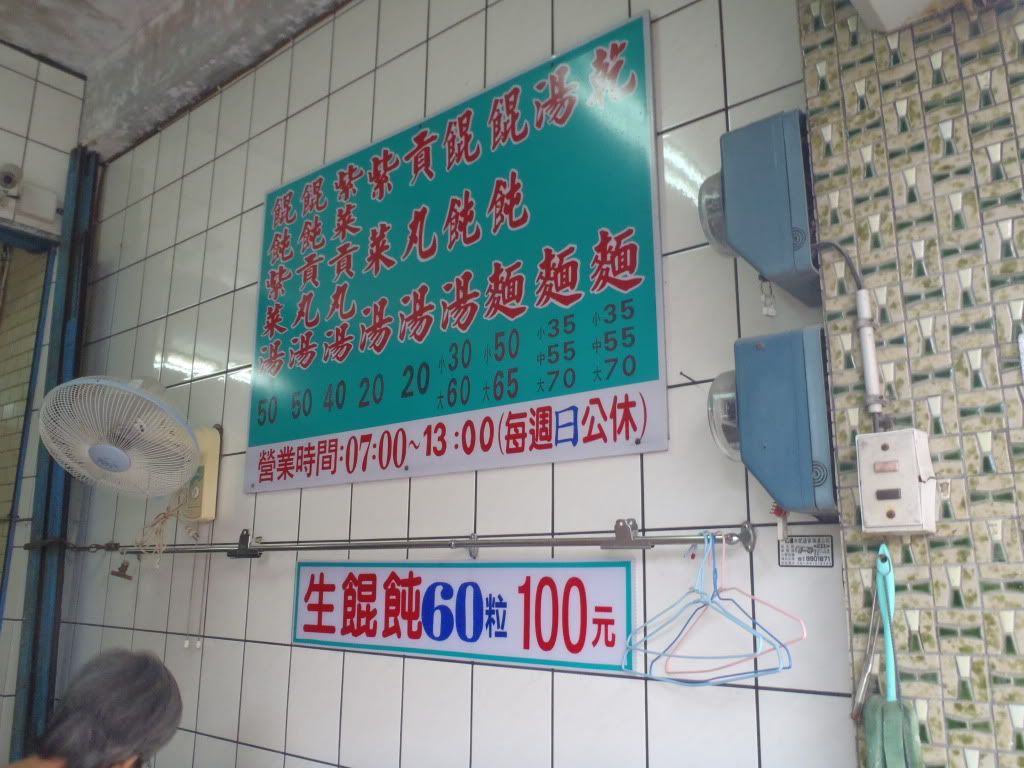 乾麵 小35 中55 大70
湯麵 小35 中55 大70
餛飩麵 小50 大65
餛飩湯 小30 大60
貢丸湯 20
紫菜湯 20
紫菜貢丸湯 40
餛飩貢丸湯 50
餛飩紫菜湯 50
營業時間:07:00~13:00(每週日公休)
生餛飩60粒 100元